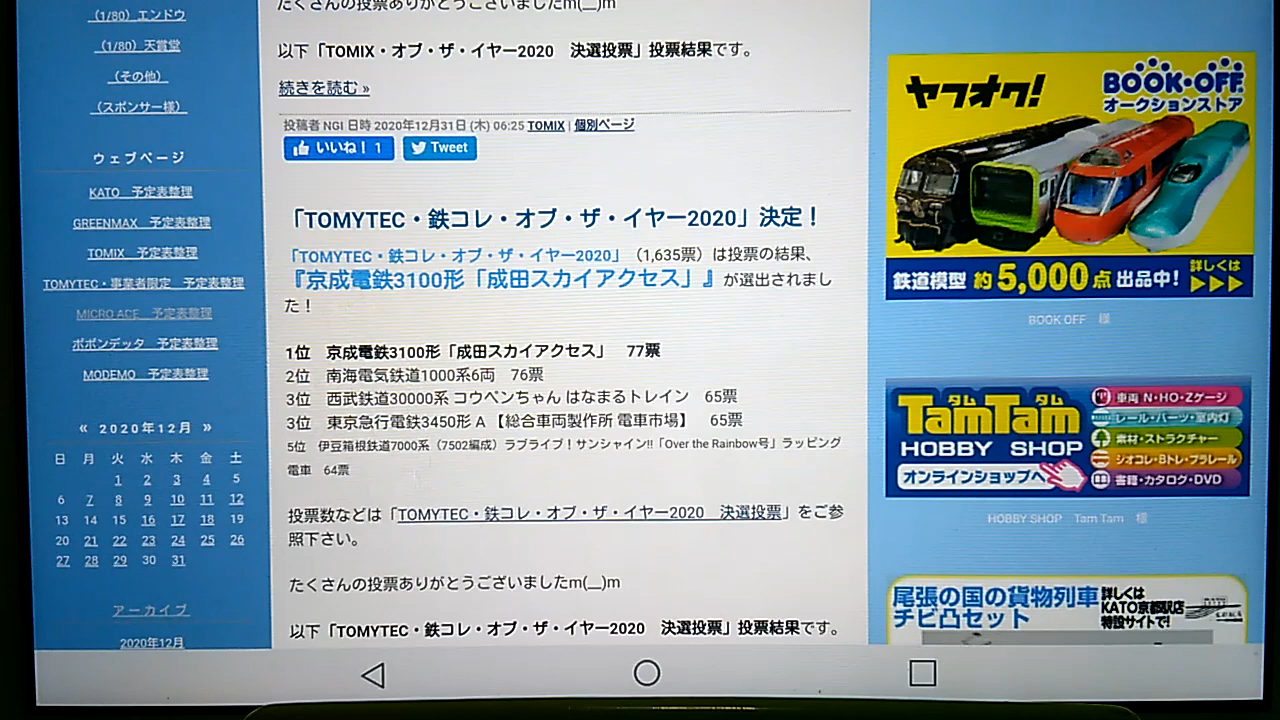 （1/80）エンドウ
（1/80）天賞堂
（その他）
（スポンサー様）
ウェブページ
KATO　予定表整理
GREENMAX　予定表整理
TOMIX　予定表整理
TOMYTEC・事業者限定　予定表整理
MICRO ACE　予定表整理
ポポンデッタ　予定表整理
MODEMO　予定表整理
« 2020年12月 »
日 月 火 水 木 金 土
1 2 3 4 5
6 7 8 9 10 11 12
13 14 15 16 17 18 19
20 21 22 23 24 25 26
27 28 29 30 31
アーカイブ
2020年12月
たくさんの投票ありがとうございましたm(__)m
以下「TOMIX・オブ・ザ・イヤー2020　決選投票」投票結果です。
続きを読む »
投稿者 NGI 日時 2020年12月31日 (木) 06:25 TOMIX | 個別ページ
いいね！ 1
Tweet
「TOMYTEC・鉄コレ・オブ・ザ・イヤー2020」決定！
「TOMYTEC・鉄コレ・オブ・ザ・イヤー2020」（1,635票）は投票の結果、
『京成電鉄3100形「成田スカイアクセス」』が選出されまし
た！
1位　京成電鉄3100形「成田スカイアクセス」　77票
2位　南海電気鉄道1000系6両　76票
3位　西武鉄道30000系 コウペンちゃん はなまるトレイン　65票
3位　東京急行電鉄3450形 A 【総合車両製作所 電車市場】　65票
5位　伊豆箱根鉄道7000系（7502編成）ラブライブ！サンシャイン!!「Over the Rainbow号」ラッピング
電車　64票
投票数などは「TOMYTEC・鉄コレ・オブ・ザ・イヤー2020　決選投票」をご参
照下さい。
たくさんの投票ありがとうございましたm(__)m
以下「TOMYTEC・鉄コレ・オブ・ザ・イヤー2020　決選投票」投票結果です。
ヤフオク!
BOOK・OFF
オークションストア
鉄道模型 約5,000点 出品中!
詳しくは
▶▶▶
BOOK OFF　様
タム タム
TamTam
HOBBY SHOP
オンラインショップへ
車両 N・HO・Zゲージ
レール・パーツ・室内灯
素材・ストラクチャー
ジオコレ・Bトレ・プラレール
書籍・カタログ・DVD
HOBBY SHOP　Tam Tam　様
尾張の国の貨物列車
チビ凸セット
詳しくは
KATO京都駅店
特設サイトで!